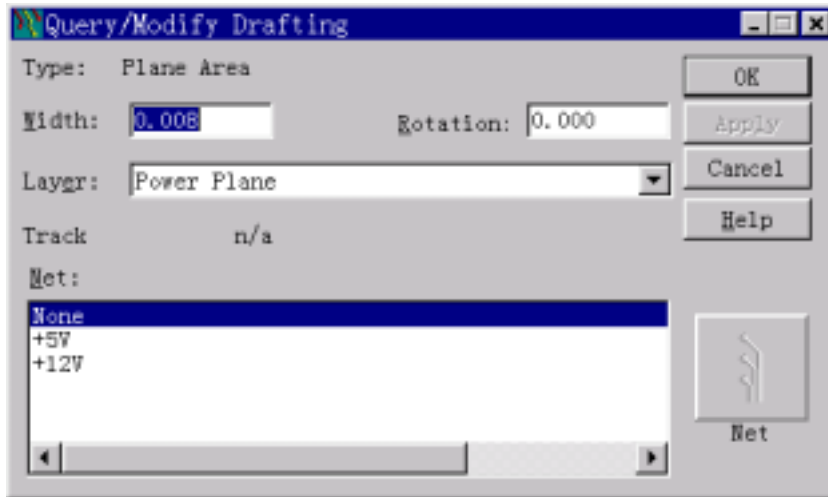 Query/Modify Drafting
Type: Plane Area
OK
Width: 0.008 Rotation: 0.000
Apply
Layer: Power Plane
Cancel
Track n/a
Help
Net:
None
+5V
+12V
Net